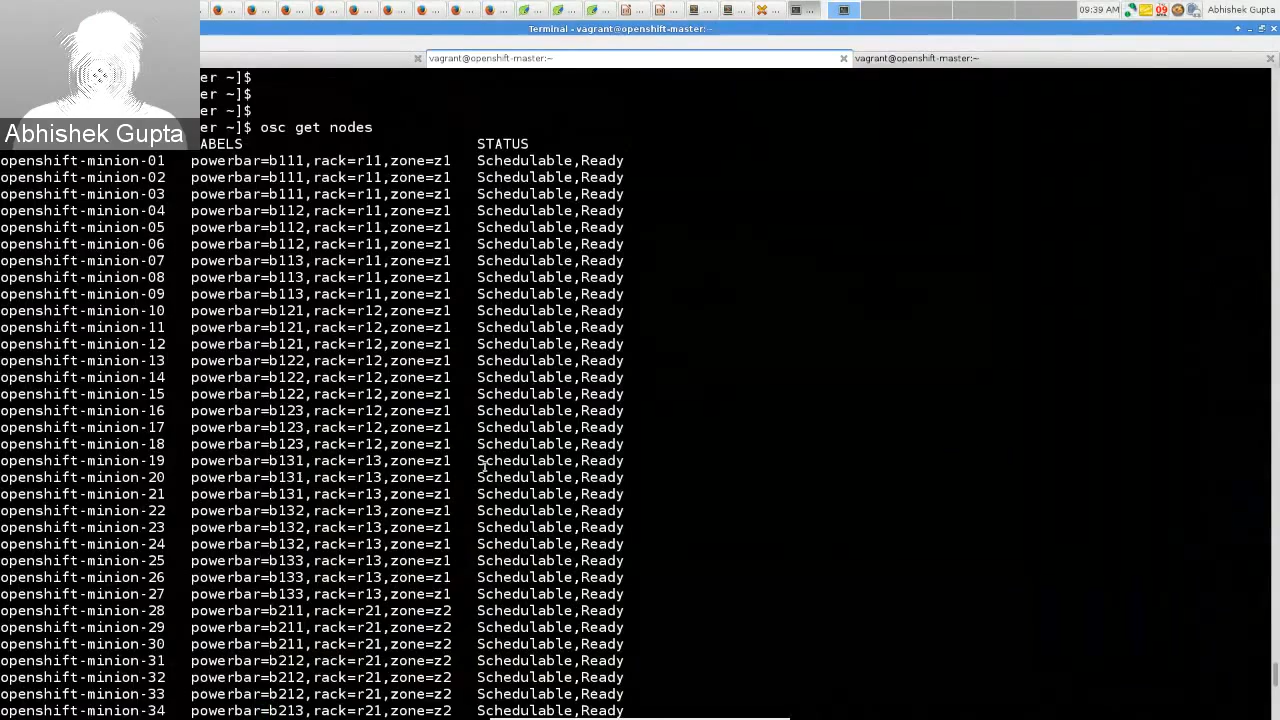 09:39 AM
09
Abhishek Gupta
Terminal - vagrant@openshift-master:~
vagrant@openshift-master:~
vagrant@openshift-master:~
er ~]$
er ~]$
er ~]$
Abhishek Gupta
er ~]$ osc get nodes
ABELS STATUS
openshift-minion-01 powerbar=b111,rack=r11,zone=z1 Schedulable,Ready
openshift-minion-02 powerbar=b111,rack=r11,zone=z1 Schedulable,Ready
openshift-minion-03 powerbar=b111,rack=r11,zone=z1 Schedulable,Ready
openshift-minion-04 powerbar=b112,rack=r11,zone=z1 Schedulable,Ready
openshift-minion-05 powerbar=b112,rack=r11,zone=z1 Schedulable,Ready
openshift-minion-06 powerbar=b112,rack=r11,zone=z1 Schedulable,Ready
openshift-minion-07 powerbar=b113,rack=r11,zone=z1 Schedulable,Ready
openshift-minion-08 powerbar=b113,rack=r11,zone=z1 Schedulable,Ready
openshift-minion-09 powerbar=b113,rack=r11,zone=z1 Schedulable,Ready
openshift-minion-10 powerbar=b121,rack=r12,zone=z1 Schedulable,Ready
openshift-minion-11 powerbar=b121,rack=r12,zone=z1 Schedulable,Ready
openshift-minion-12 powerbar=b121,rack=r12,zone=z1 Schedulable,Ready
openshift-minion-13 powerbar=b122,rack=r12,zone=z1 Schedulable,Ready
openshift-minion-14 powerbar=b122,rack=r12,zone=z1 Schedulable,Ready
openshift-minion-15 powerbar=b122,rack=r12,zone=z1 Schedulable,Ready
openshift-minion-16 powerbar=b123,rack=r12,zone=z1 Schedulable,Ready
openshift-minion-17 powerbar=b123,rack=r12,zone=z1 Schedulable,Ready
openshift-minion-18 powerbar=b123,rack=r12,zone=z1 Schedulable,Ready
openshift-minion-19 powerbar=b131,rack=r13,zone=z1 Schedulable,Ready
openshift-minion-20 powerbar=b131,rack=r13,zone=z1 Schedulable,Ready
openshift-minion-21 powerbar=b131,rack=r13,zone=z1 Schedulable,Ready
openshift-minion-22 powerbar=b132,rack=r13,zone=z1 Schedulable,Ready
openshift-minion-23 powerbar=b132,rack=r13,zone=z1 Schedulable,Ready
openshift-minion-24 powerbar=b132,rack=r13,zone=z1 Schedulable,Ready
openshift-minion-25 powerbar=b133,rack=r13,zone=z1 Schedulable,Ready
openshift-minion-26 powerbar=b133,rack=r13,zone=z1 Schedulable,Ready
openshift-minion-27 powerbar=b133,rack=r13,zone=z1 Schedulable,Ready
openshift-minion-28 powerbar=b211,rack=r21,zone=z2 Schedulable,Ready
openshift-minion-29 powerbar=b211,rack=r21,zone=z2 Schedulable,Ready
openshift-minion-30 powerbar=b211,rack=r21,zone=z2 Schedulable,Ready
openshift-minion-31 powerbar=b212,rack=r21,zone=z2 Schedulable,Ready
openshift-minion-32 powerbar=b212,rack=r21,zone=z2 Schedulable,Ready
openshift-minion-33 powerbar=b212,rack=r21,zone=z2 Schedulable,Ready
openshift-minion-34 powerbar=b213,rack=r21,zone=z2 Schedulable,Ready